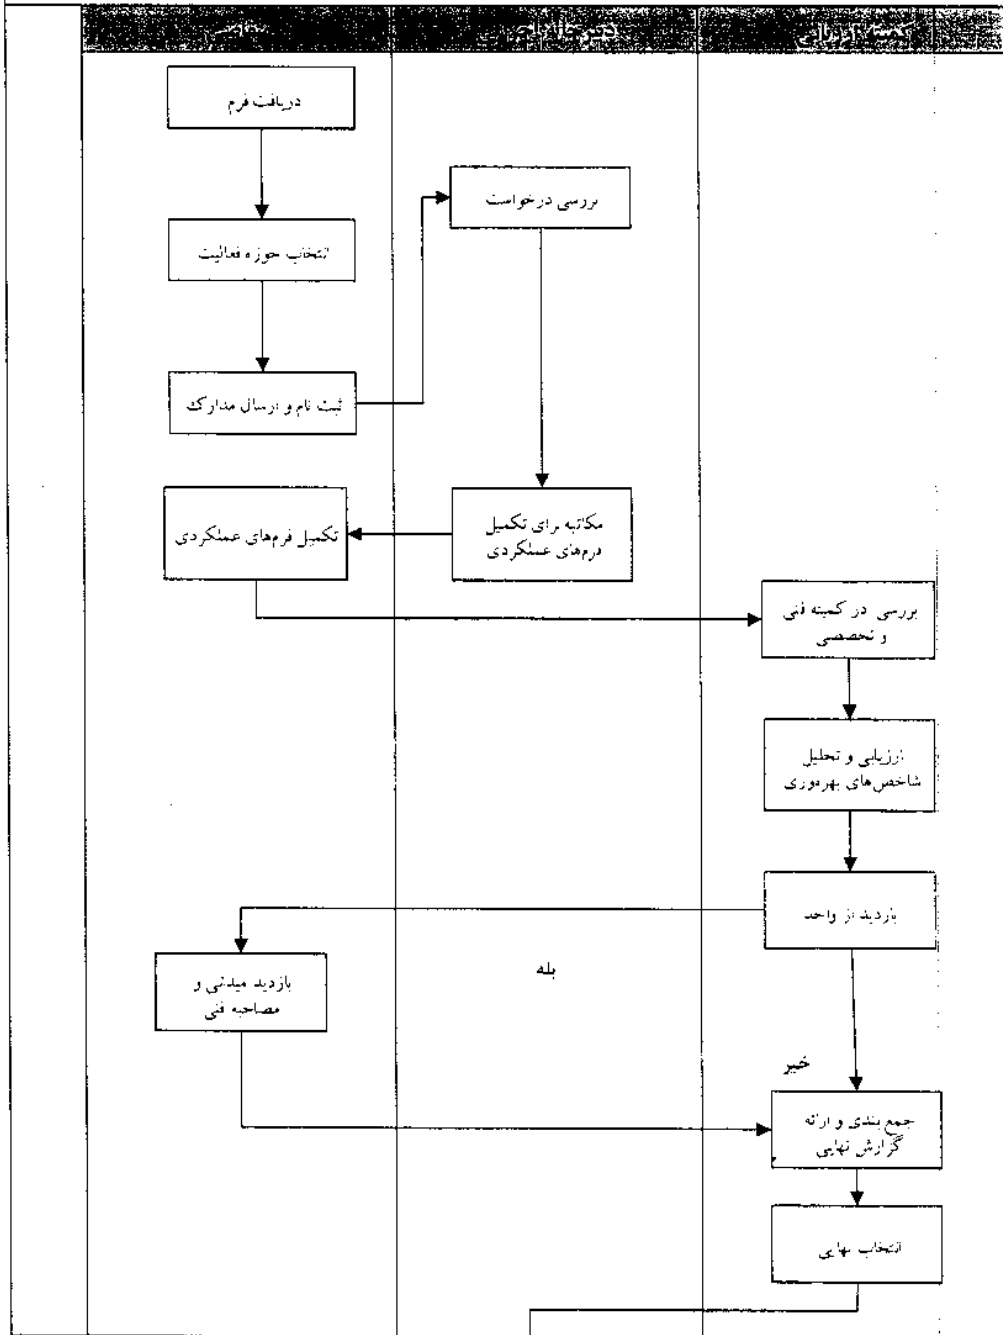 دریافت فرم
بررسی درخواست
انتخاب حوزه فعالیت
ثبت نام و ارسال مدارک
مکاتبه برای تکمیل
فرم‌های عملکردی
تکمیل فرم‌های عملکردی
بررسی در کمیته فنی
و تخصصی
ارزیابی و تحلیل
شاخص‌های بهره‌وری
بازدید از واحد
بله
بازدید میدانی و
مصاحبه فنی
خیر
جمع بندی و ارائه
گزارش نهایی
انتخاب نهایی